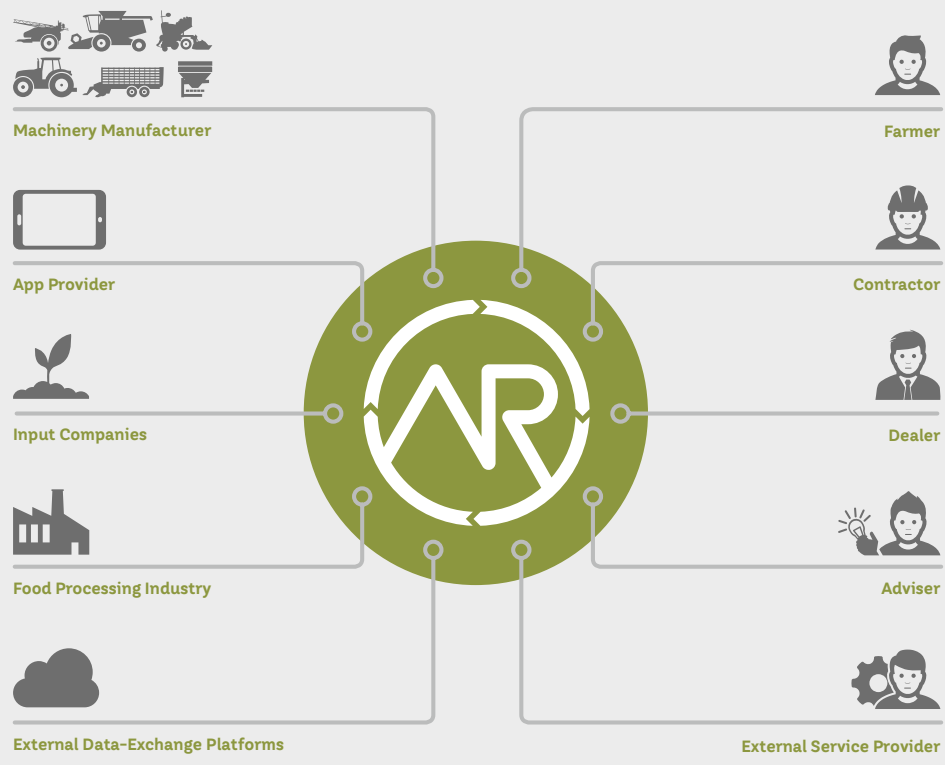 Machinery Manufacturer
Farmer
App Provider
Contractor
AR
Input Companies
Dealer
Food Processing Industry
Adviser
External Data-Exchange Platforms
External Service Provider